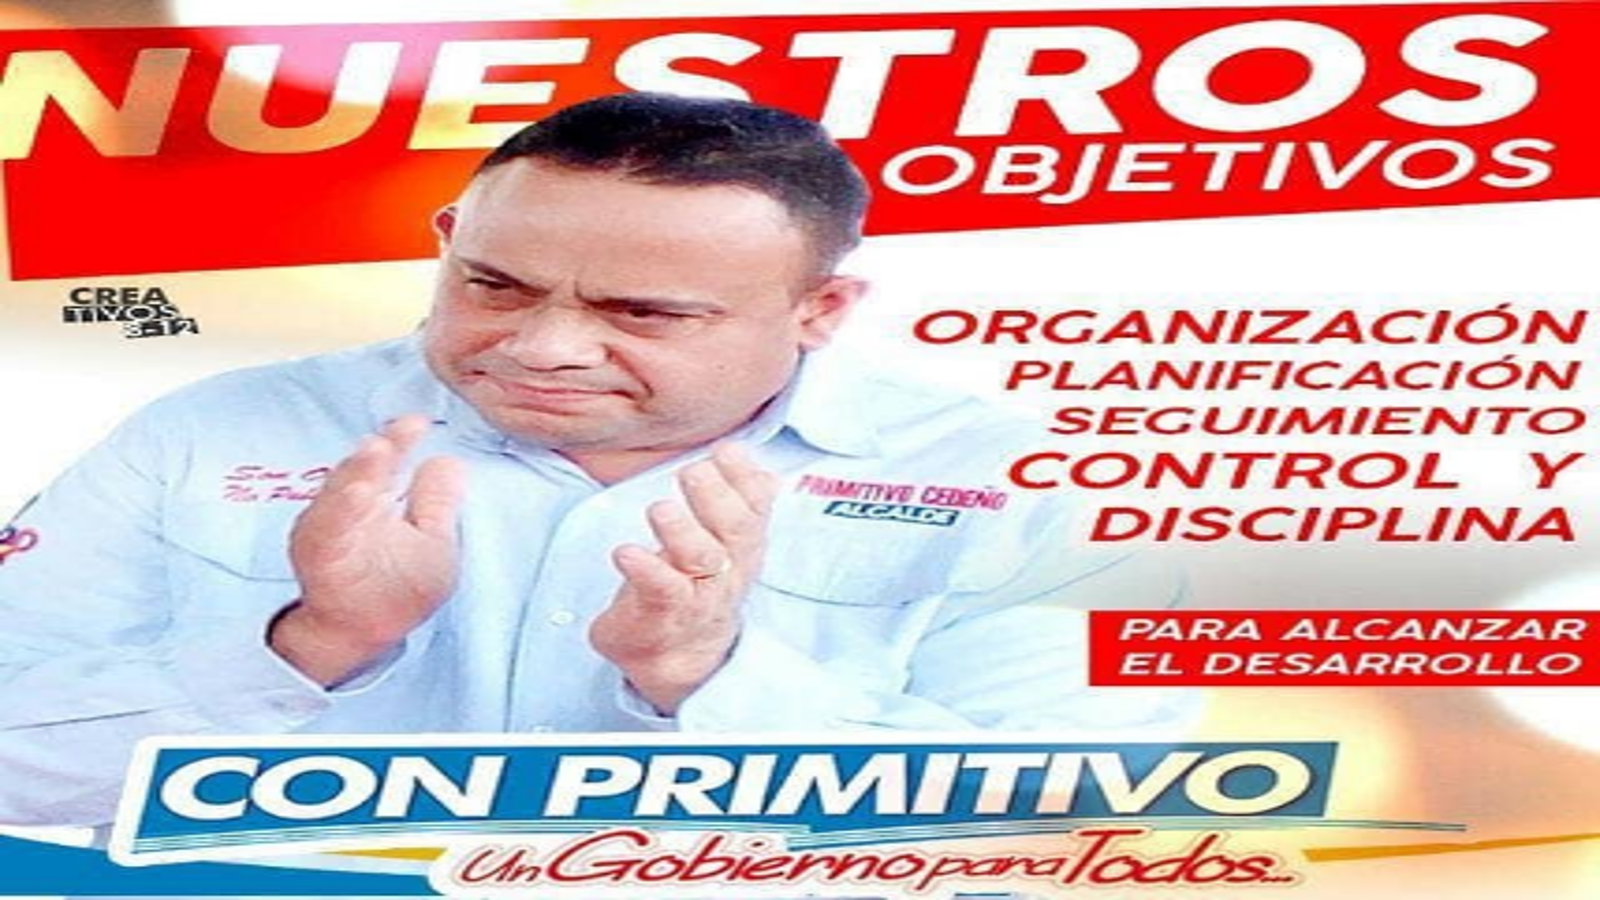 NUESTROS
OBJETIVOS
CREA
TIVOS
ORGANIZACIÓN
PLANIFICACIÓN
SEGUIMIENTO
CONTROL Y
DISCIPLINA
PRIMITIVO CEDEÑO
ALCALDE
PARA ALCANZAR
EL DESARROLLO
CON PRIMITIVO
Un Gobierno para Todos...